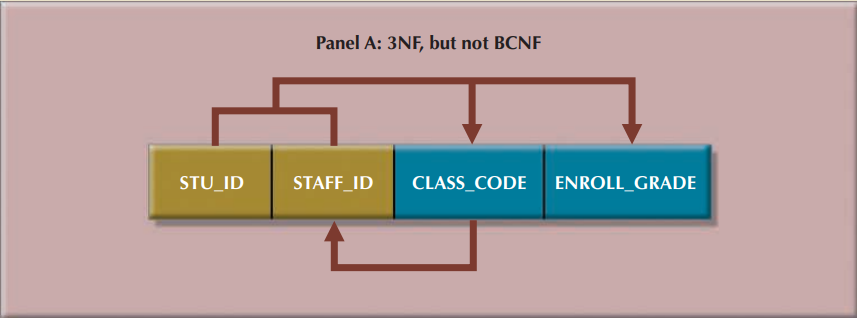 Panel A: 3NF, but not BCNF
STU_ID STAFF_ID CLASS_CODE ENROLL_GRADE